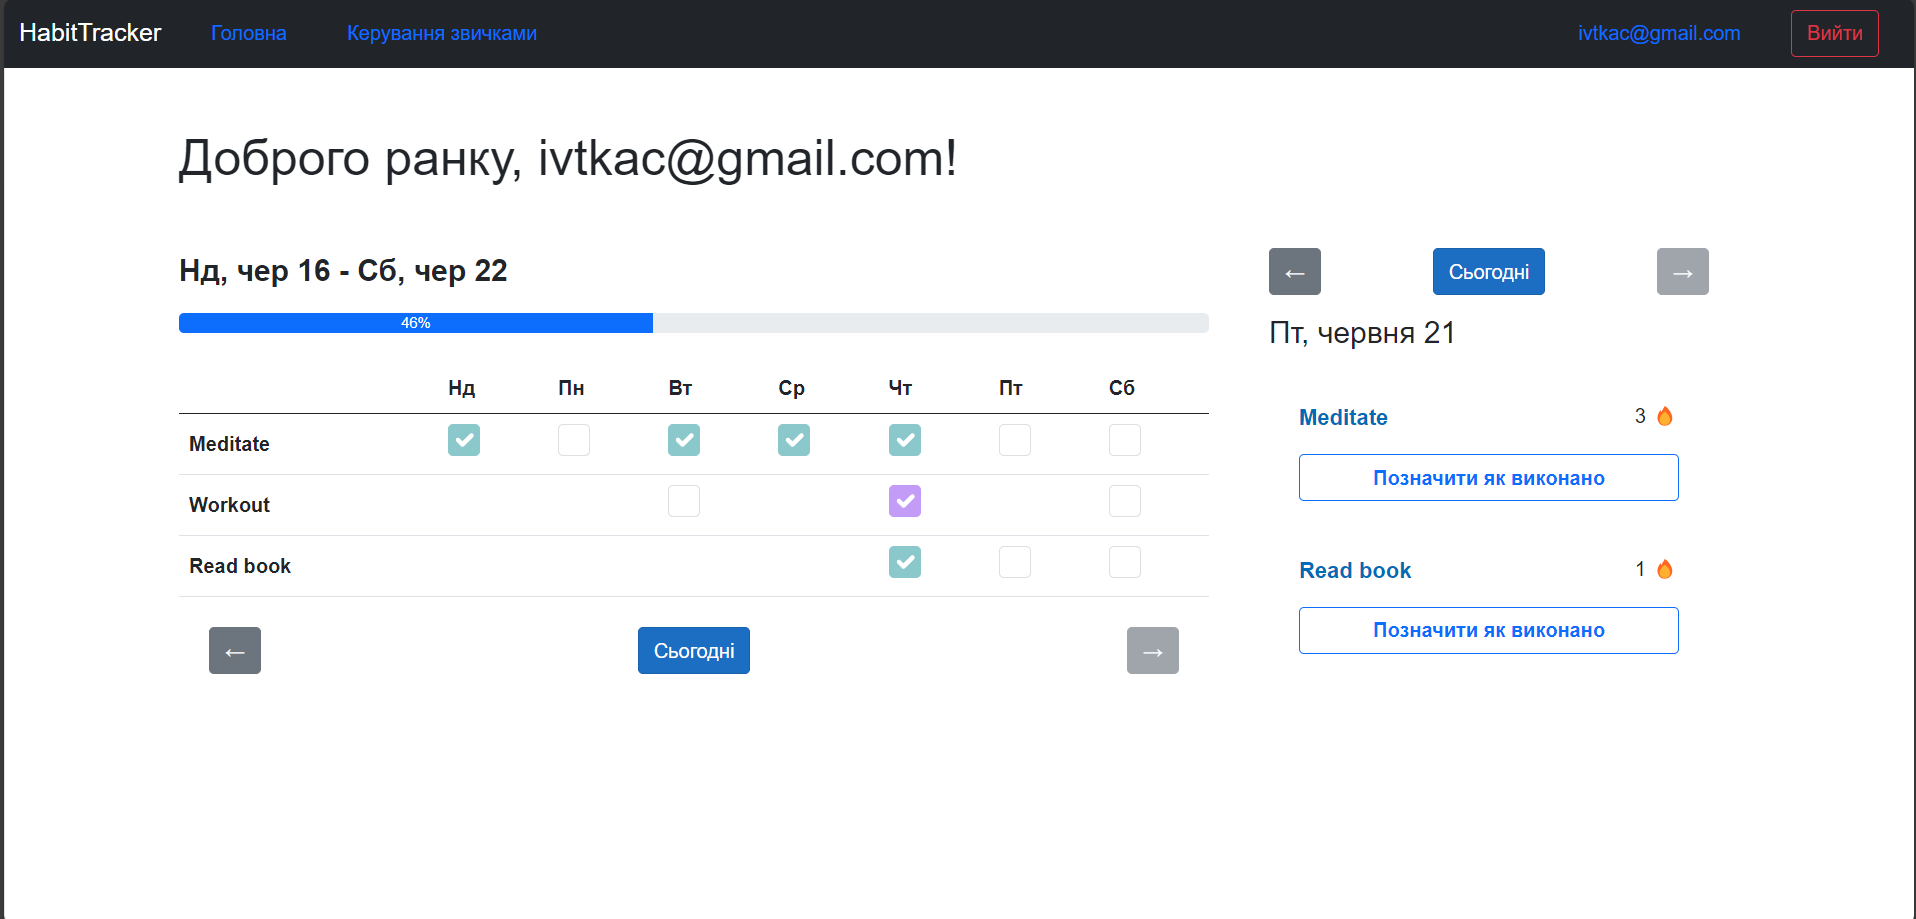 HabitTracker Головна Керування звичками ivtkac@gmail.com Вийти
Доброго ранку, ivtkac@gmail.com!
Нд, чер 16 - Сб, чер 22
46%
Нд Пн Вт Ср Чт Пт Сб
Meditate
Workout
Read book
← Сьогодні →
← Сьогодні →
Пт, червня 21
Meditate 3 🔥
Позначити як виконано
Read book 1 🔥
Позначити як виконано